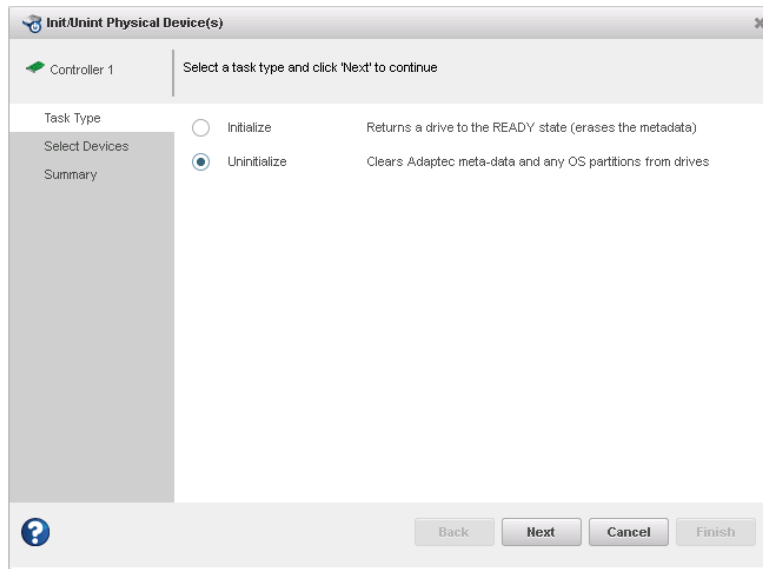 Init/Unint Physical Device(s)
Controller 1
Select a task type and click 'Next' to continue
Task Type
Select Devices
Summary
Initialize Returns a drive to the READY state (erases the metadata)
Uninitialize Clears Adaptec meta-data and any OS partitions from drives
? Back Next Cancel Finish